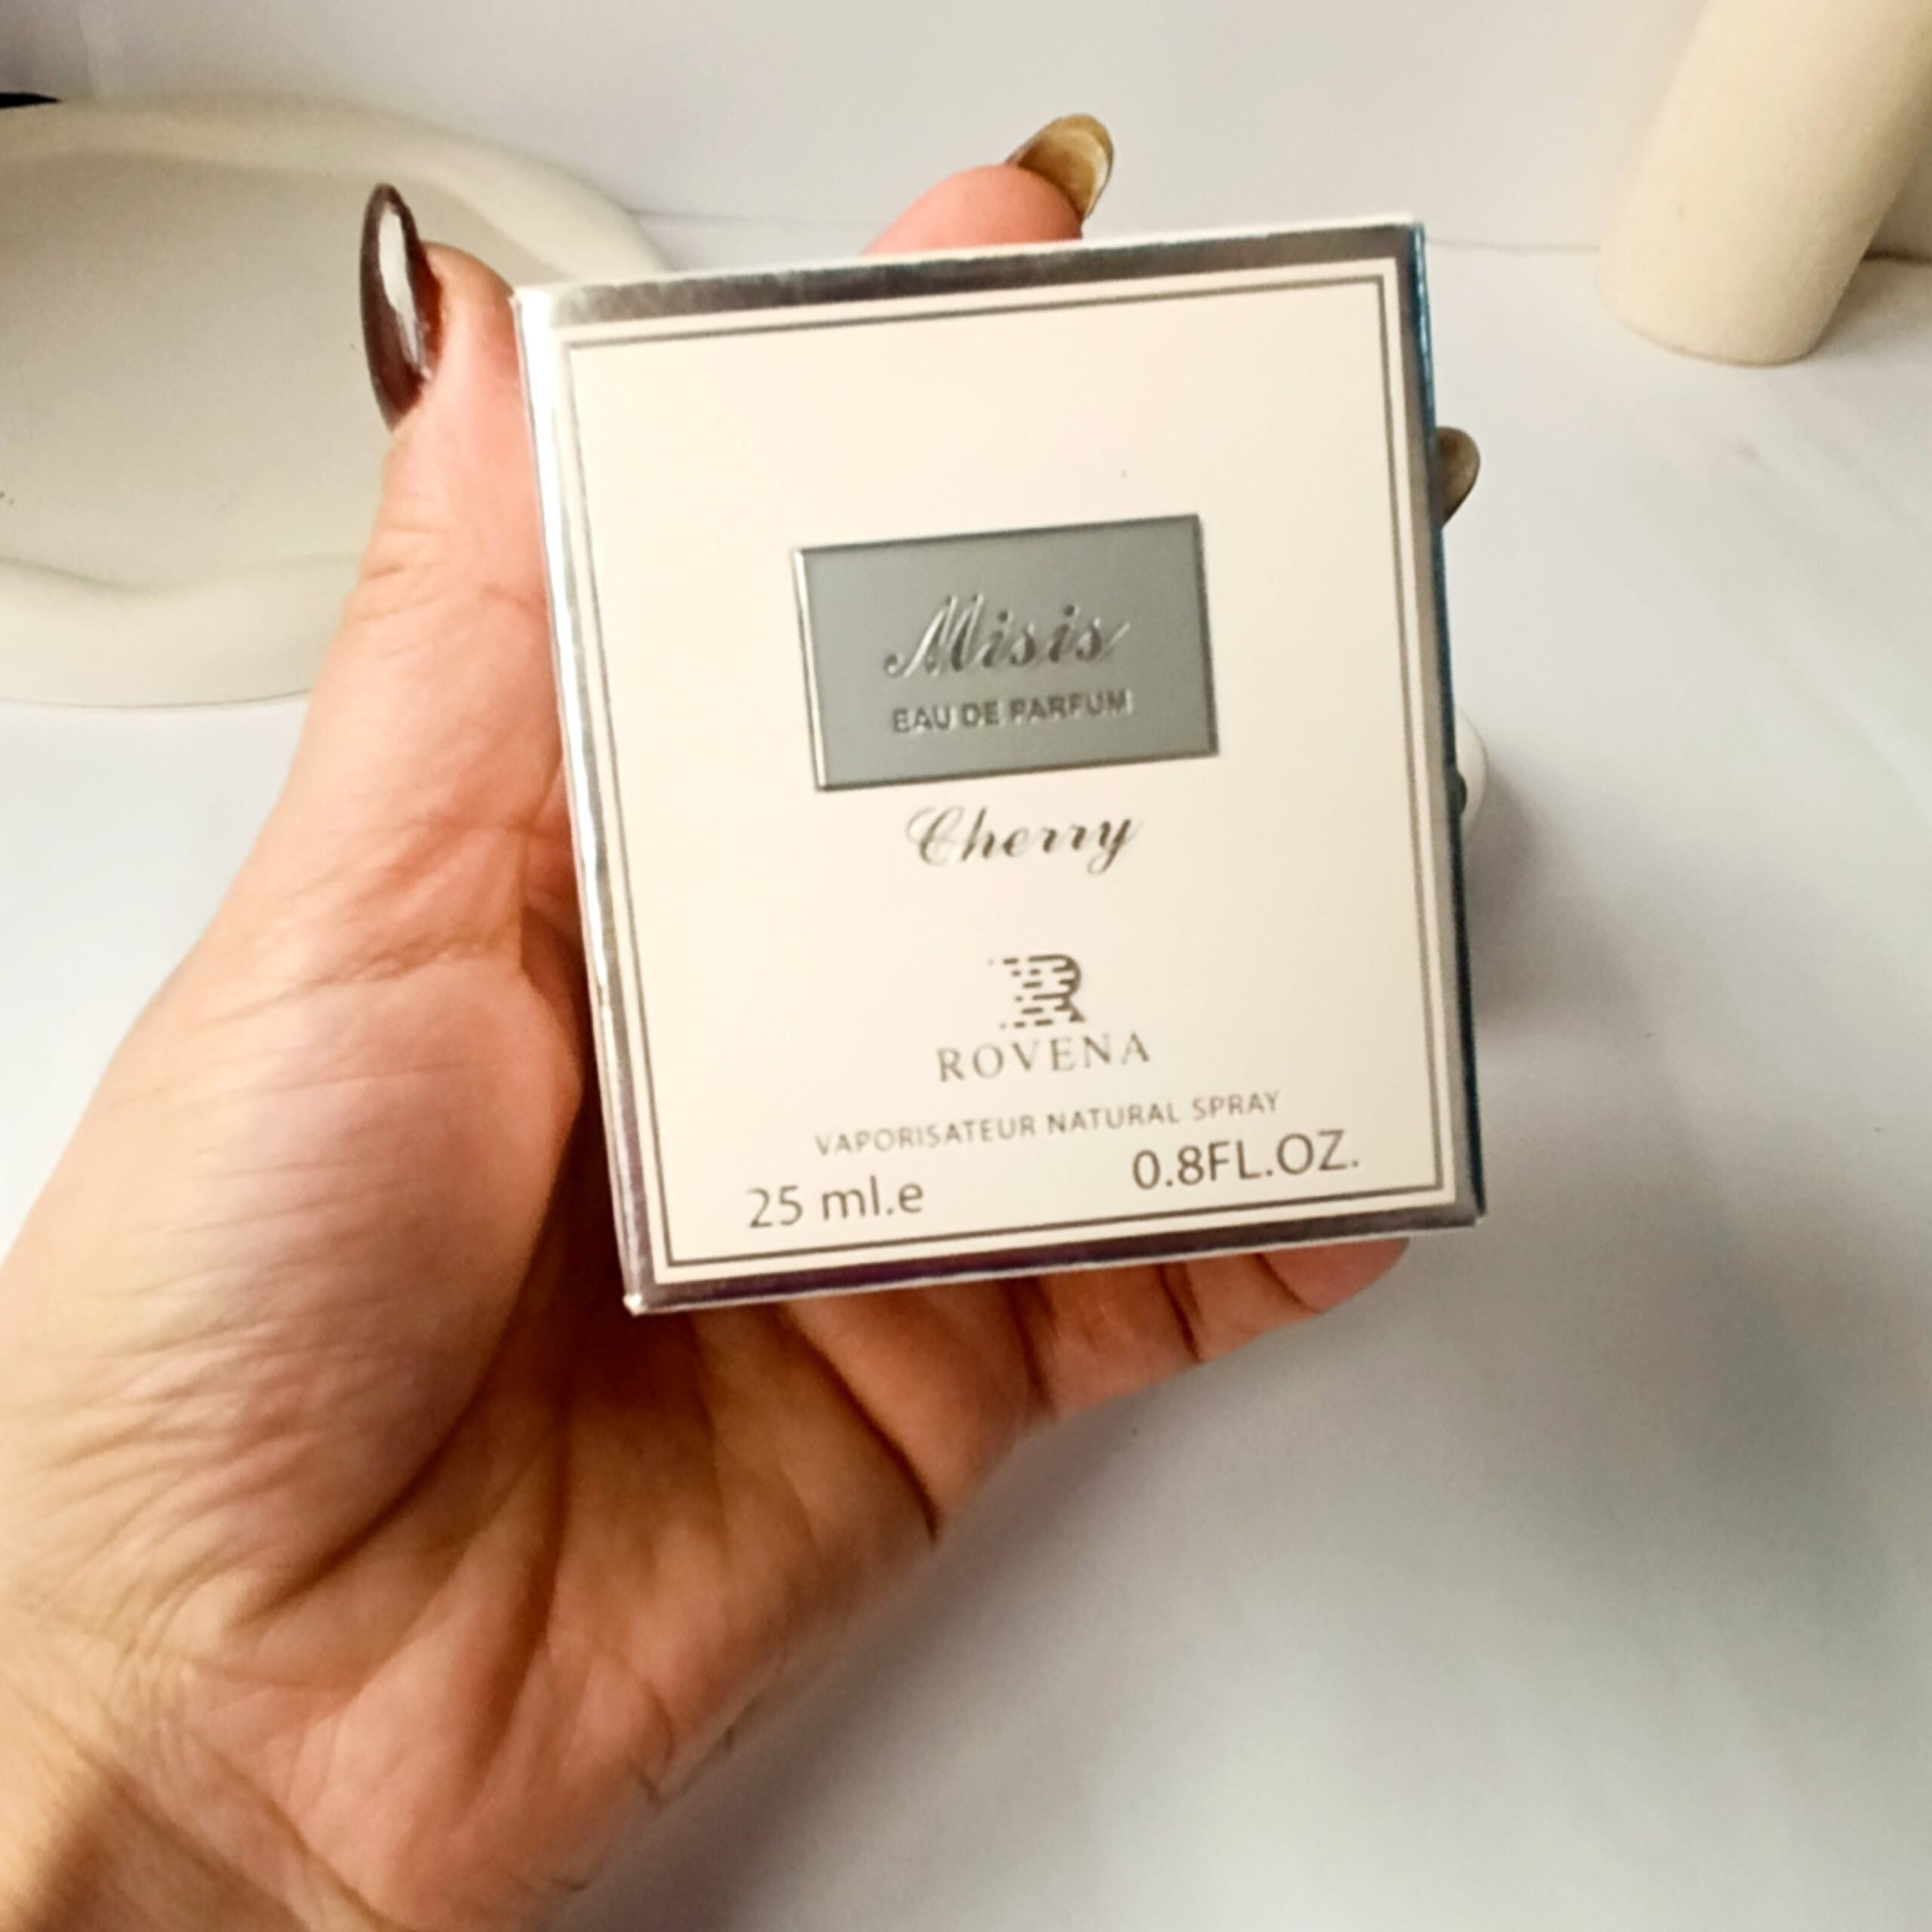 Misis
EAU DE PARFUM
Cherry
R
ROVENA
VAPORISATEUR NATURAL SPRAY
25 ml.e 0.8FL.OZ.